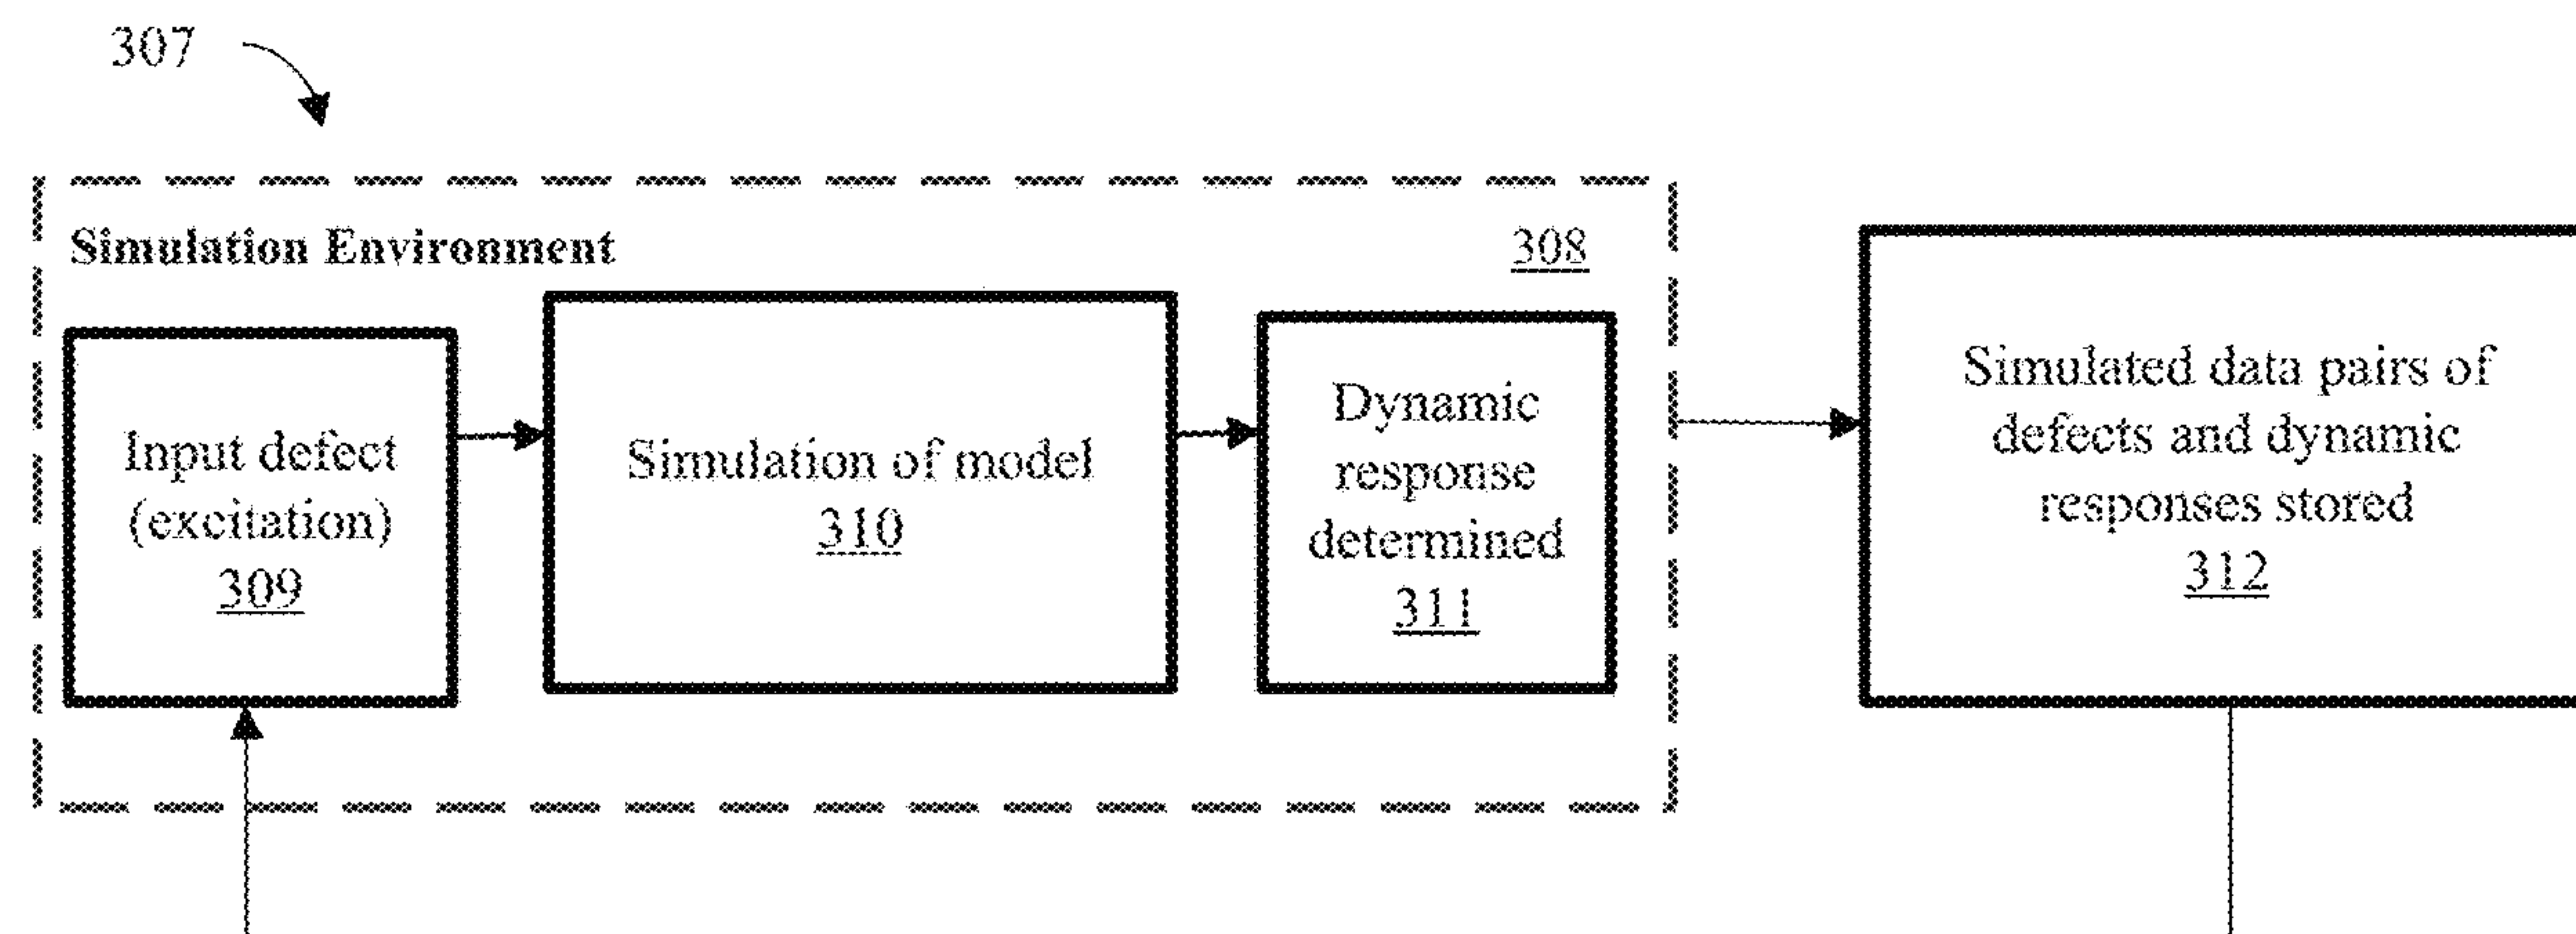 307
Simulation Environment
308
Input defect
(excitation)
309
Simulation of model
310
Dynamic
response
determined
311
Simulated data pairs of
defects and dynamic
responses stored
312